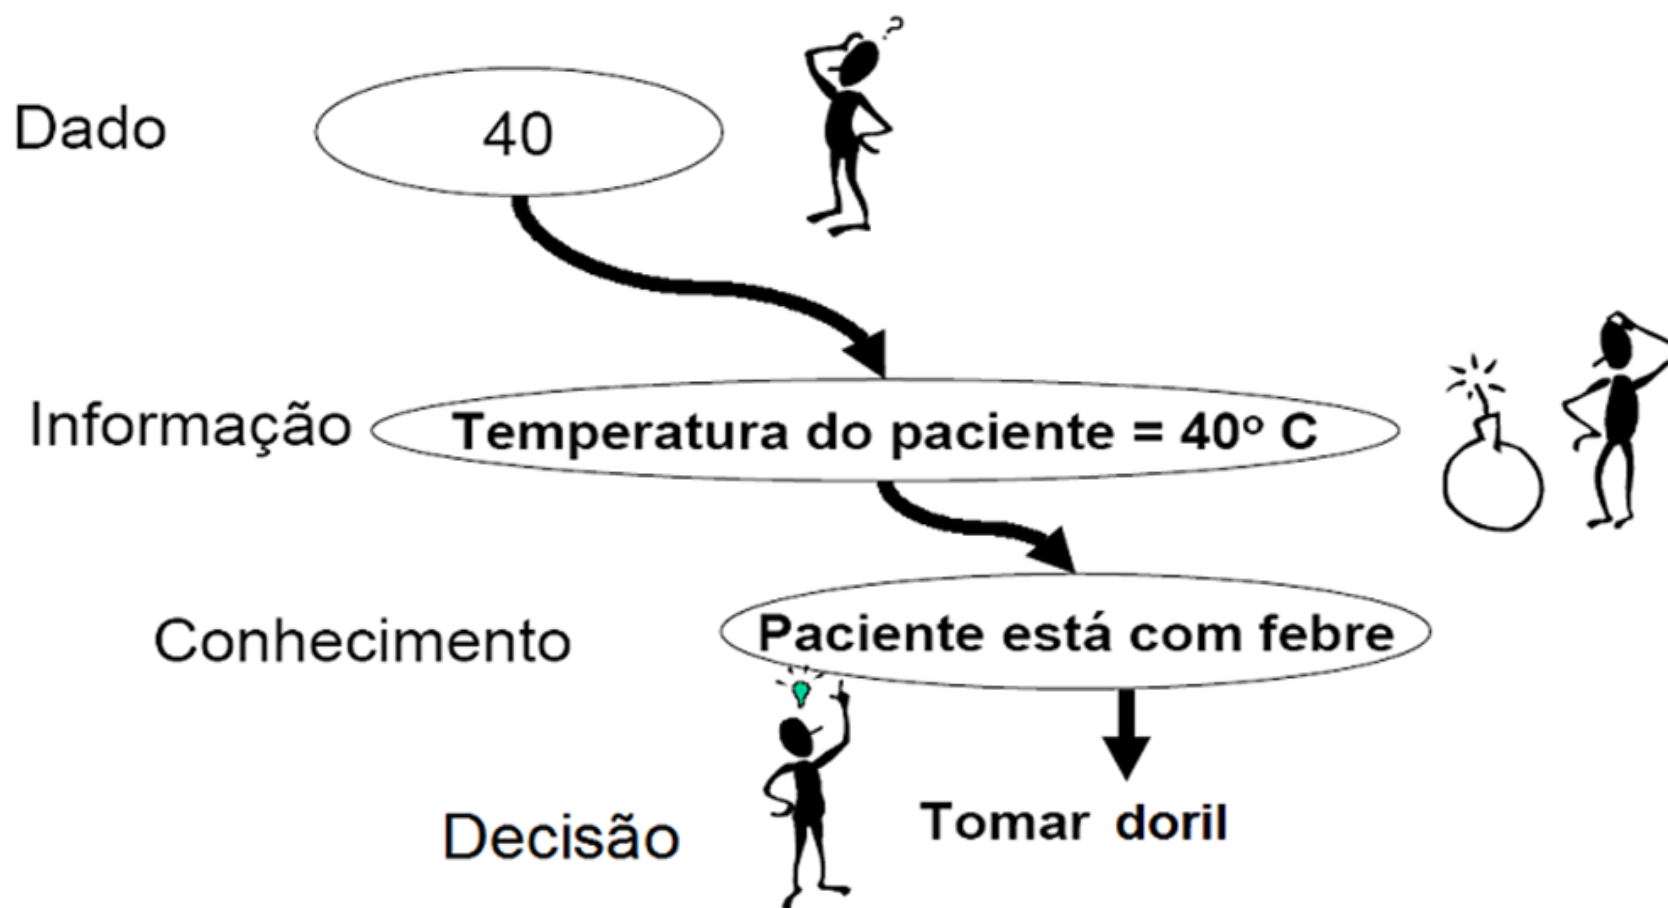 Dado
40
?
Informação
Temperatura do paciente = 40º C
Conhecimento
Paciente está com febre
Decisão
Tomar doril